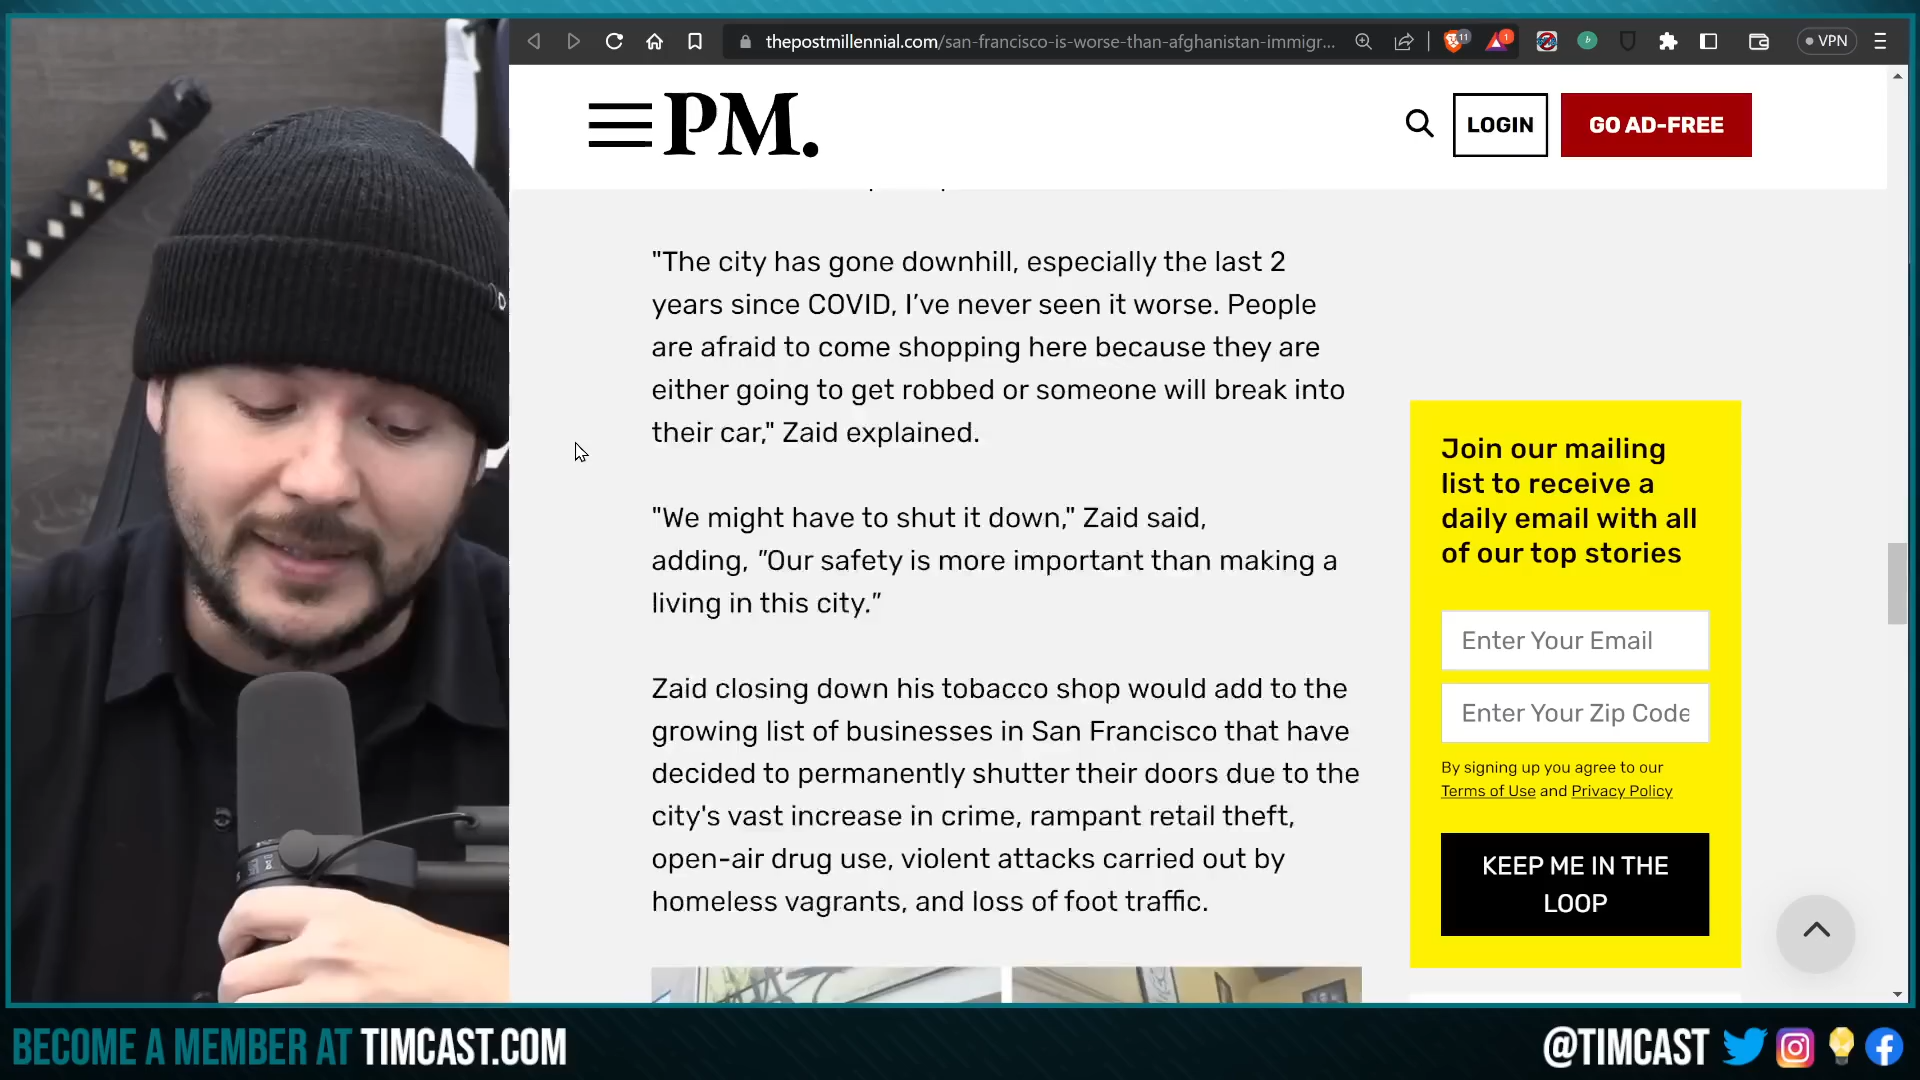 thepostmillennial.com/san-francisco-is-worse-than-afghanistan-immigr...
11
1
VPN
PM.
LOGIN
GO AD-FREE
"The city has gone downhill, especially the last 2
years since COVID, I’ve never seen it worse. People
are afraid to come shopping here because they are
either going to get robbed or someone will break into
their car," Zaid explained.
"We might have to shut it down," Zaid said,
adding, "Our safety is more important than making a
living in this city.”
Zaid closing down his tobacco shop would add to the
growing list of businesses in San Francisco that have
decided to permanently shutter their doors due to the
city's vast increase in crime, rampant retail theft,
open-air drug use, violent attacks carried out by
homeless vagrants, and loss of foot traffic.
Join our mailing
list to receive a
daily email with all
of our top stories
Enter Your Email
Enter Your Zip Code
By signing up you agree to our
Terms of Use and Privacy Policy
KEEP ME IN THE
LOOP
BECOME A MEMBER AT TIMCAST.COM
@TIMCAST